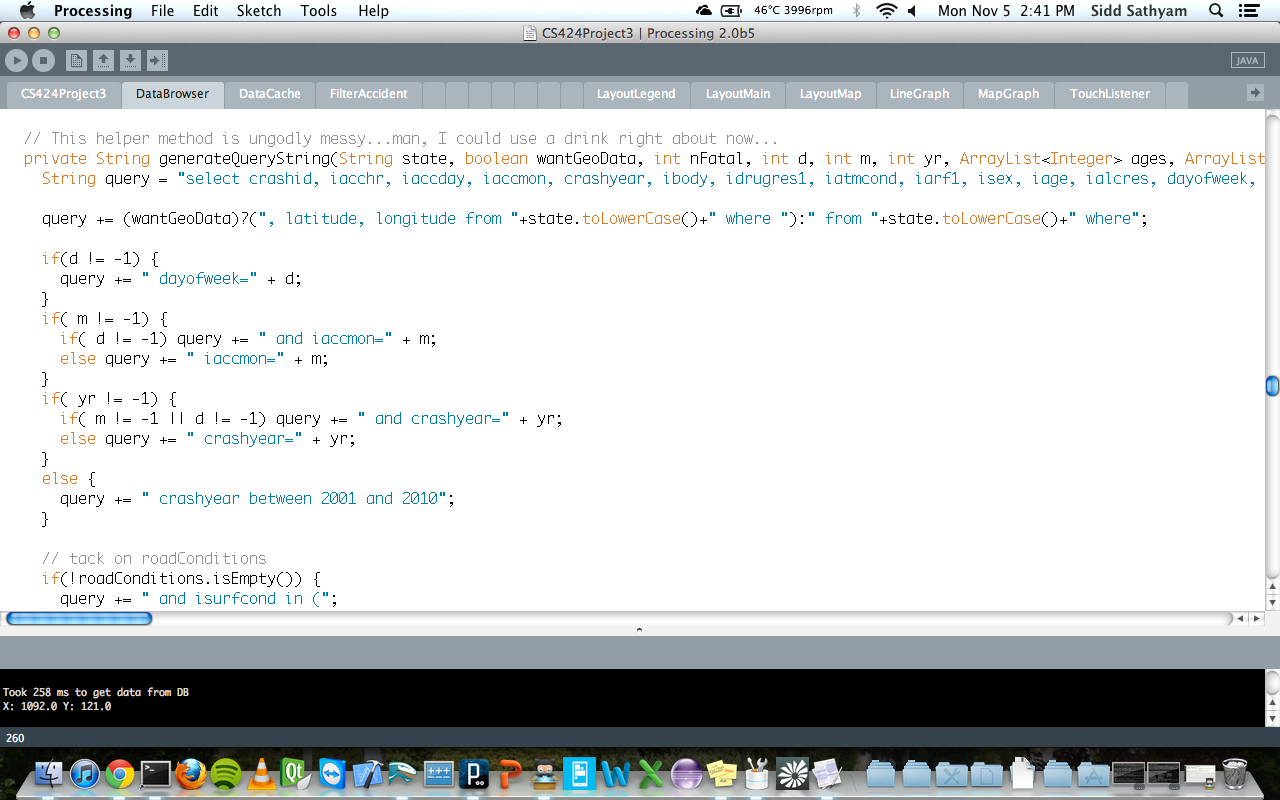 Processing File Edit Sketch Tools Help 46°C 3996rpm Mon Nov 5 2:41 PM Sidd Sathyam
CS424Project3 | Processing 2.0b5
JAVA
CS424Project3 DataBrowser DataCache FilterAccident LayoutLegend LayoutMain LayoutMap LineGraph MapGraph TouchListener
// This helper method is ungodly messy...man, I could use a drink right about now...
private String generateQueryString(String state, boolean wantGeoData, int nFatal, int d, int m, int yr, ArrayList<Integer> ages, ArrayList
String query = "select crashid, iacchr, iaccday, iaccmon, crashyear, ibody, idrugres1, iatmcond, iarf1, isex, iage, ialcres, dayofweek,
query += (wantGeoData)?(", latitude, longitude from "+state.toLowerCase()+" where "):" from "+state.toLowerCase()+" where";
if(d != -1) {
query += " dayofweek=" + d;
}
if( m != -1) {
if( d != -1) query += " and iaccmon=" + m;
else query += " iaccmon=" + m;
}
if( yr != -1) {
if( m != -1 || d != -1) query += " and crashyear=" + yr;
else query += " crashyear=" + yr;
}
else {
query += " crashyear between 2001 and 2010";
}
// tack on roadConditions
if(!roadConditions.isEmpty()) {
query += " and isurfcond in (";
Took 258 ms to get data from DB
X: 1092.0 Y: 121.0
260